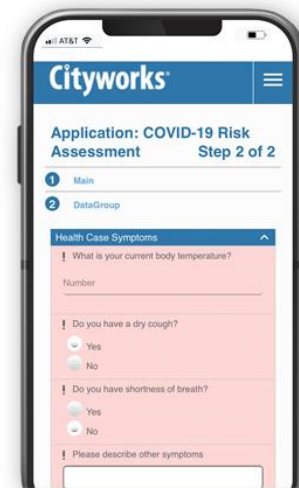 AT&T
Cityworks
Application: COVID-19 Risk
Assessment Step 2 of 2
1 Main
2 DataGroup
Health Case Symptoms
! What is your current body temperature?
Number
! Do you have a dry cough?
Yes
No
! Do you have shortness of breath?
Yes
No
! Please describe other symptoms